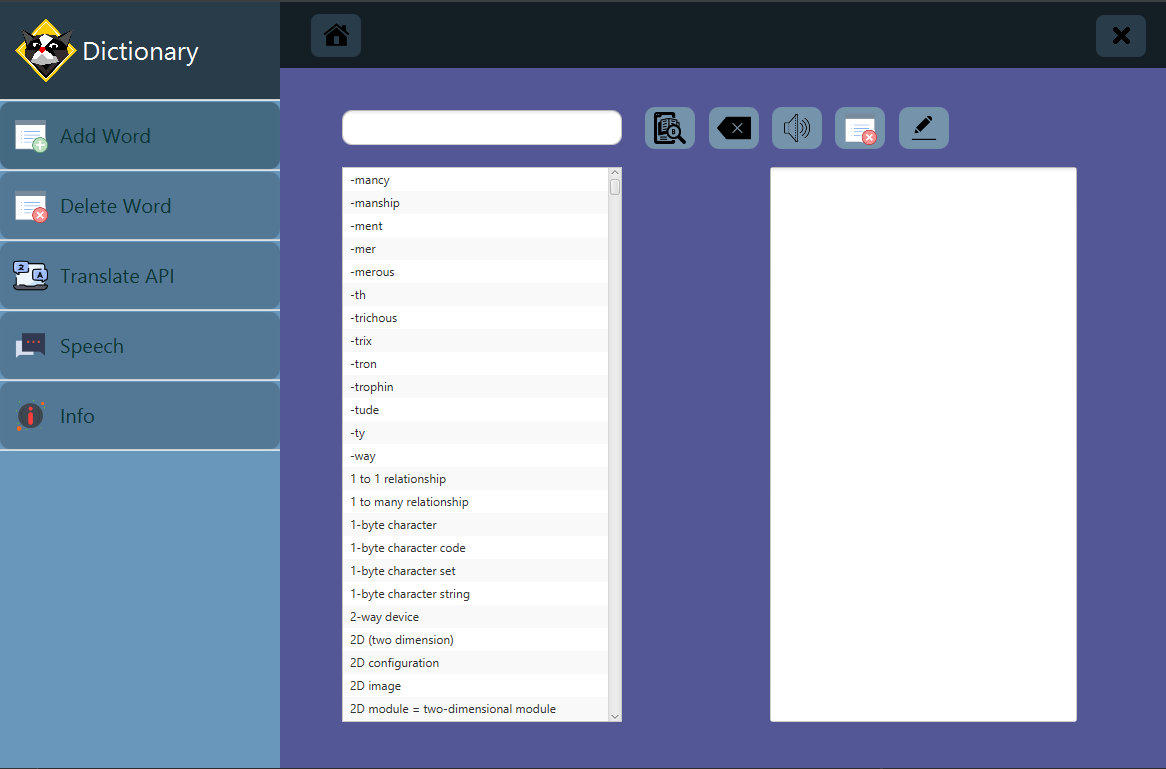 Dictionary
Add Word
Delete Word
Translate API
Speech
Info
-mancy
-manship
-ment
-mer
-merous
-th
-trichous
-trix
-tron
-trophin
-tude
-ty
-way
1 to 1 relationship
1 to many relationship
1-byte character
1-byte character code
1-byte character set
1-byte character string
2-way device
2D (two dimension)
2D configuration
2D image
2D module = two-dimensional module